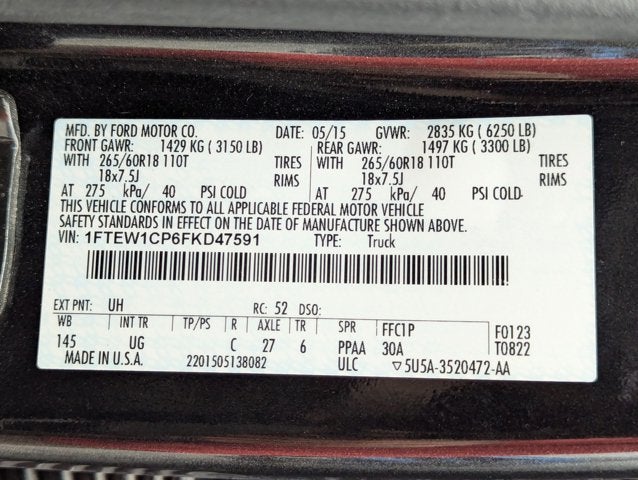 MFD. BY FORD MOTOR CO. DATE: 05/15 GVWR: 2835 KG ( 6250 LB)
FRONT GAWR: 1429 KG ( 3150 LB) REAR GAWR: 1497 KG ( 3300 LB)
WITH 265/60R18 110T TIRES WITH 265/60R18 110T TIRES
18x7.5J RIMS 18x7.5J RIMS
AT 275 kPa/ 40 PSI COLD AT 275 kPa/ 40 PSI COLD
THIS VEHICLE CONFORMS TO ALL APPLICABLE FEDERAL MOTOR VEHICLE
SAFETY STANDARDS IN EFFECT ON THE DATE OF MANUFACTURE SHOWN ABOVE.
VIN: 1FTEW1CP6FKD47591 TYPE: Truck
EXT PNT: UH RC: 52 DSO:
WB INT TR TP/PS R AXLE TR SPR FFC1P F0123
145 UG C 27 6 PPAA 30A T0822
MADE IN U.S.A. 2201505138082 ULC ▽5U5A-3520472-AA